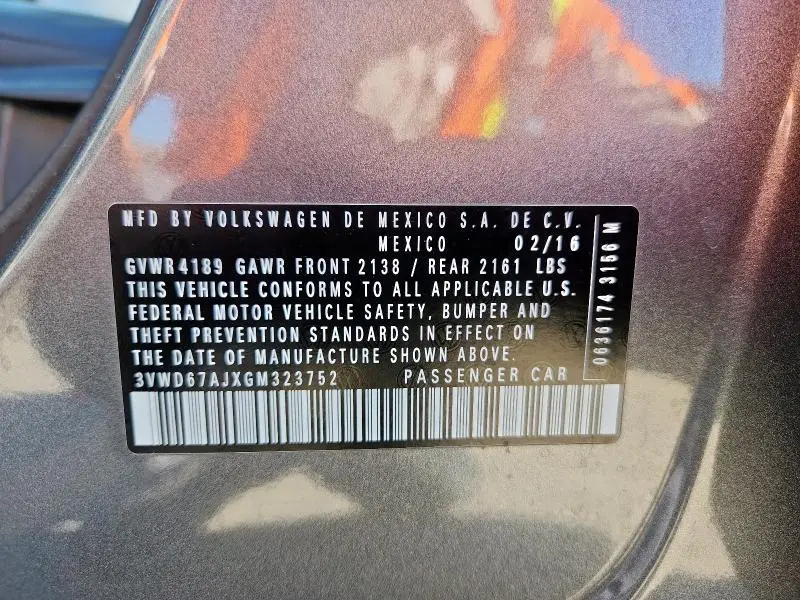 MFD BY VOLKSWAGEN DE MEXICO S.A. DE C.V.
MEXICO 02/16
GVWR 4189 GAWR FRONT 2138 / REAR 2161 LBS
THIS VEHICLE CONFORMS TO ALL APPLICABLE U.S.
FEDERAL MOTOR VEHICLE SAFETY, BUMPER AND
THEFT PREVENTION STANDARDS IN EFFECT ON
THE DATE OF MANUFACTURE SHOWN ABOVE.
3VWD67AJXGM323752 PASSENGER CAR
0636174 3156 M